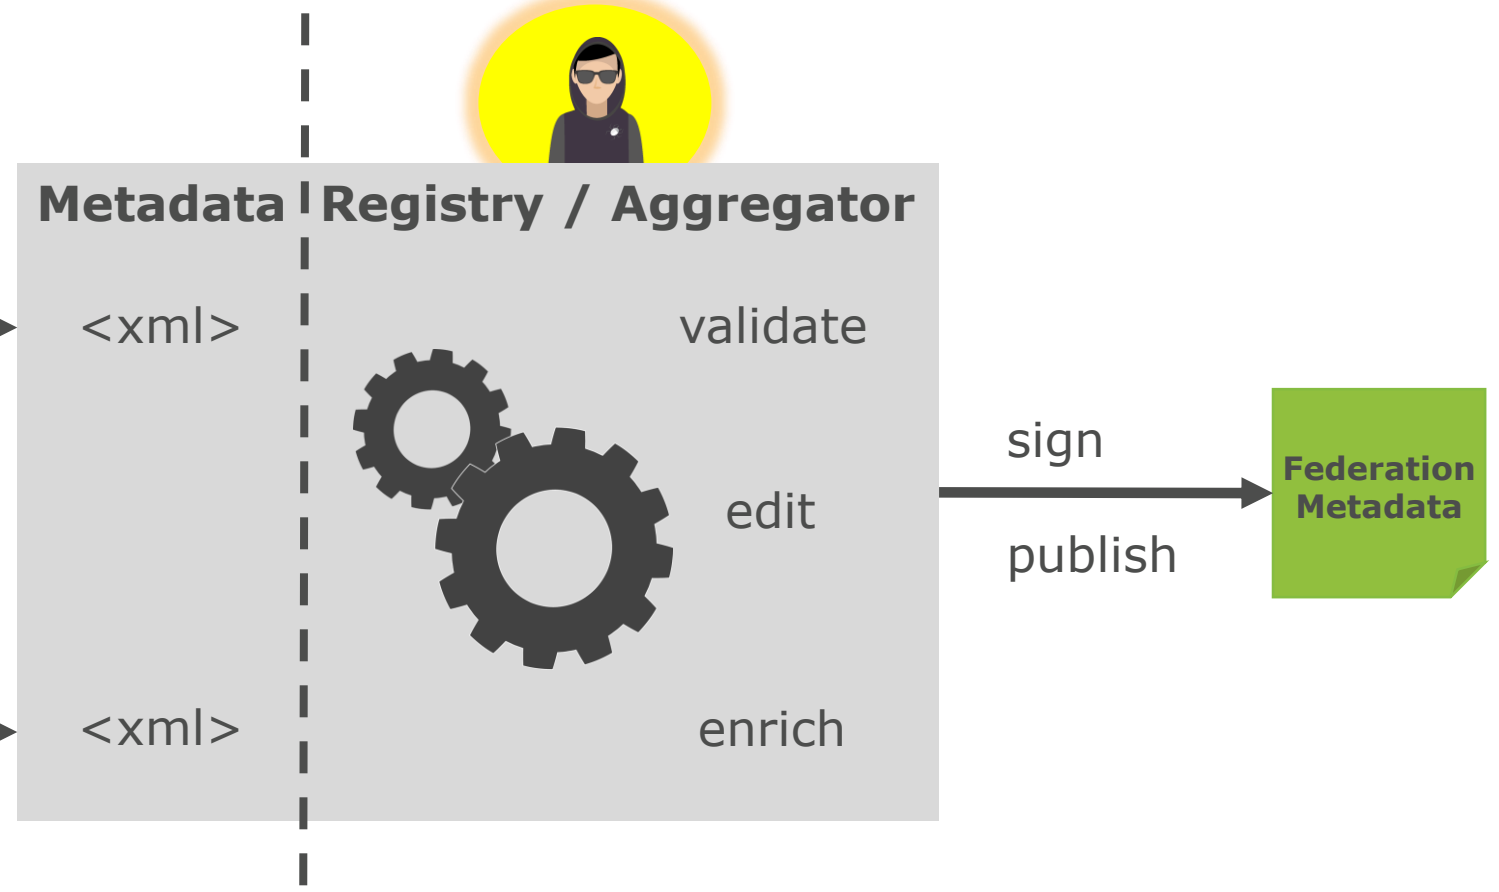 Metadata Registry / Aggregator
<xml>
validate
sign
Federation
Metadata
edit
publish
<xml>
enrich